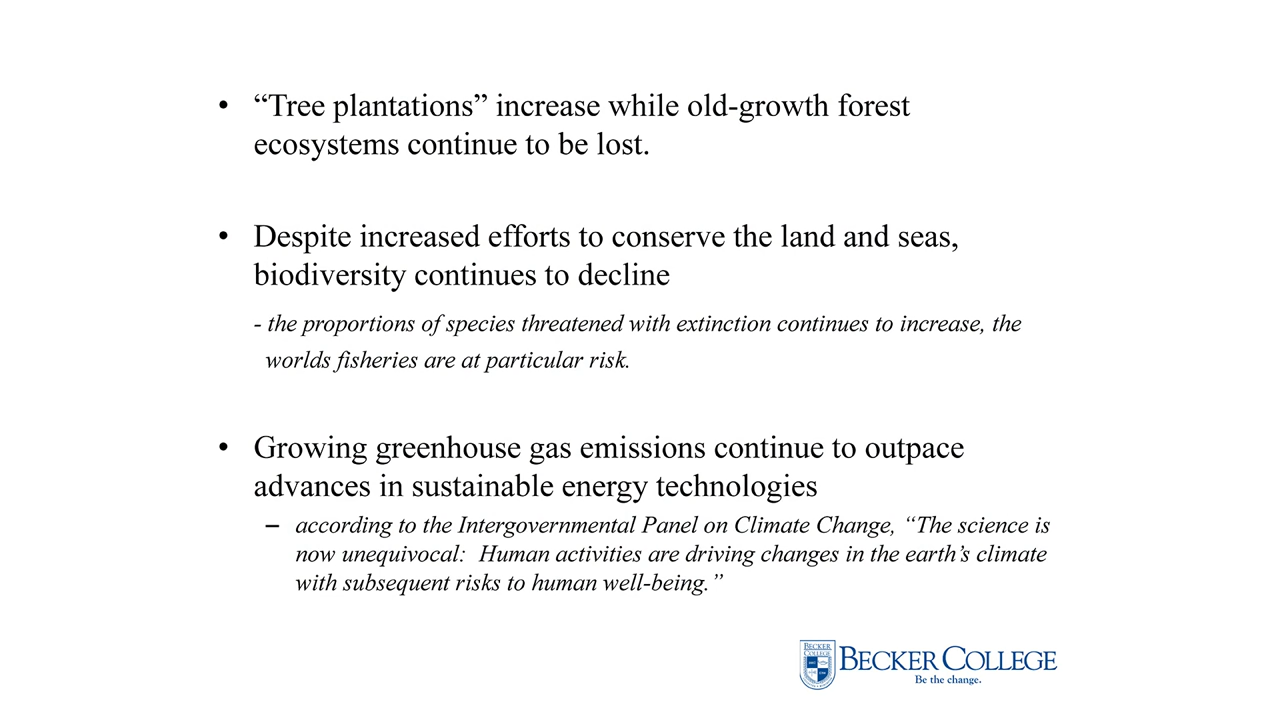 • “Tree plantations” increase while old-growth forest
ecosystems continue to be lost.
• Despite increased efforts to conserve the land and seas,
biodiversity continues to decline
- the proportions of species threatened with extinction continues to increase, the
worlds fisheries are at particular risk.
• Growing greenhouse gas emissions continue to outpace
advances in sustainable energy technologies
– according to the Intergovernmental Panel on Climate Change, “The science is
now unequivocal:  Human activities are driving changes in the earth’s climate
with subsequent risks to human well-being.”
BECKER
COLLEGE
BECKER COLLEGE
Be the change.